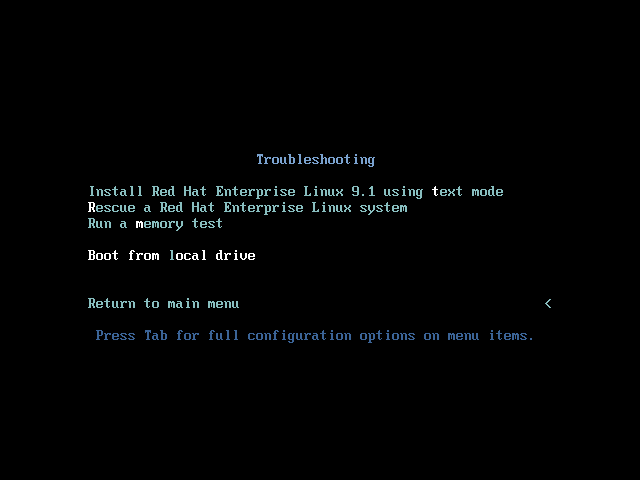 Troubleshooting
Install Red Hat Enterprise Linux 9.1 using text mode
Rescue a Red Hat Enterprise Linux system
Run a memory test
Boot from local drive
Return to main menu <
Press Tab for full configuration options on menu items.